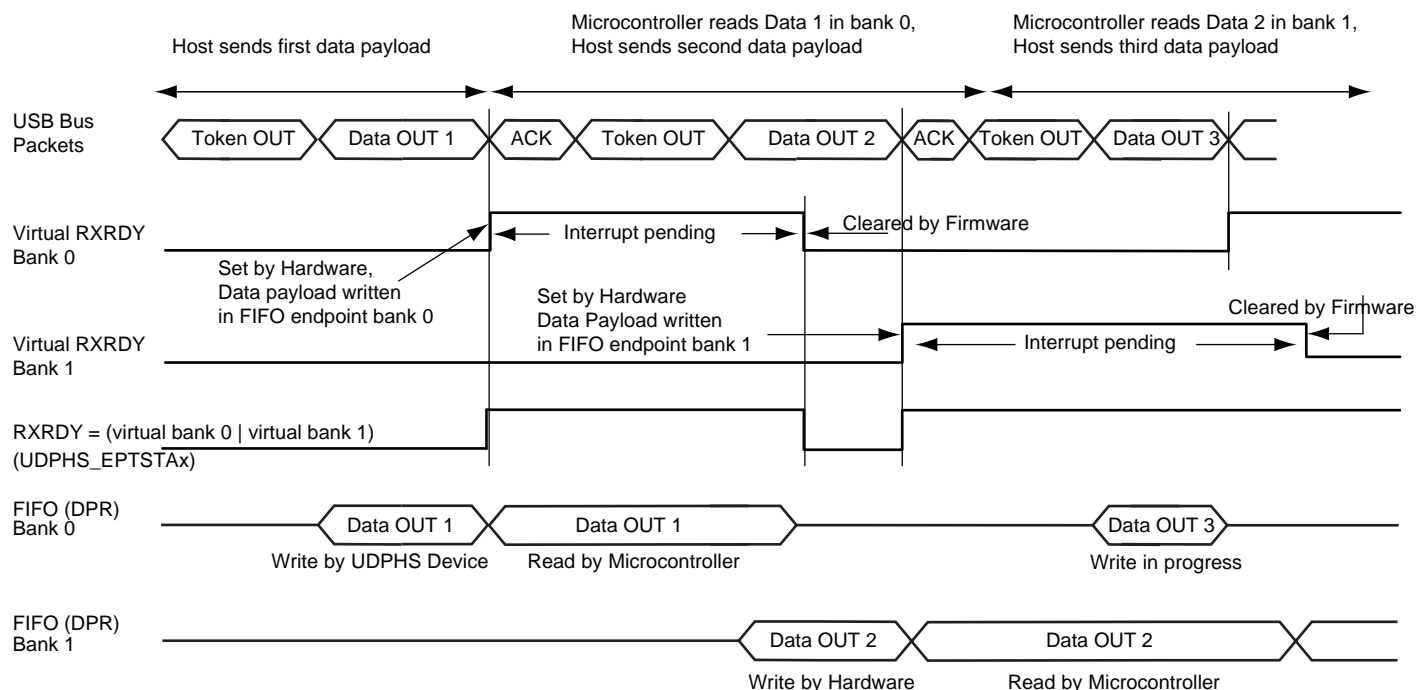 Host sends first data payload
Microcontroller reads Data 1 in bank 0,
Host sends second data payload
Microcontroller reads Data 2 in bank 1,
Host sends third data payload
USB Bus
Packets
Token OUT
Data OUT 1
ACK
Token OUT
Data OUT 2
ACK
Token OUT
Data OUT 3
Virtual RXRDY
Bank 0
Interrupt pending
Cleared by Firmware
Set by Hardware,
Data payload written
in FIFO endpoint bank 0
Set by Hardware
Data Payload written
in FIFO endpoint bank 1
Cleared by Firmware
Virtual RXRDY
Bank 1
Interrupt pending
RXRDY = (virtual bank 0 | virtual bank 1)
(UDPHS_EPTSTAx)
FIFO (DPR)
Bank 0
Data OUT 1
Data OUT 1
Data OUT 3
Write by UDPHS Device
Read by Microcontroller
Write in progress
FIFO (DPR)
Bank 1
Data OUT 2
Data OUT 2
Write by Hardware
Read by Microcontroller